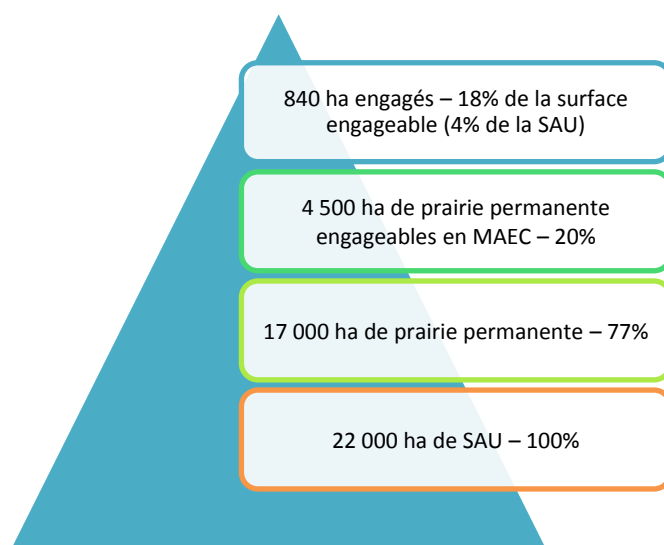 840 ha engagés – 18% de la surface
engageable (4% de la SAU)
4 500 ha de prairie permanente
engageables en MAEC – 20%
17 000 ha de prairie permanente – 77%
22 000 ha de SAU – 100%